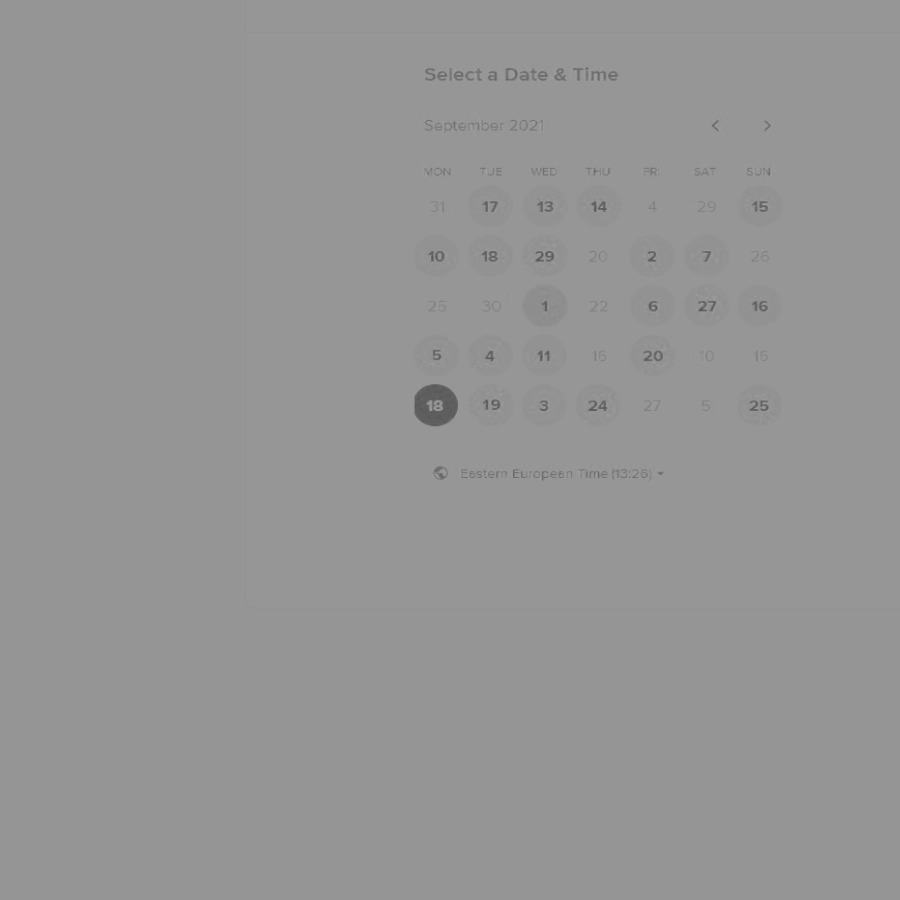 Select a Date & Time
September 2021
MON TUE WED THU FRI SAT SUN
31 17 13 14 4 29 15
10 18 29 20 2 7 26
25 30 1 22 6 27 16
5 4 11 16 20 10 15
18 19 3 24 27 5 25
Eastern European Time (13:26)